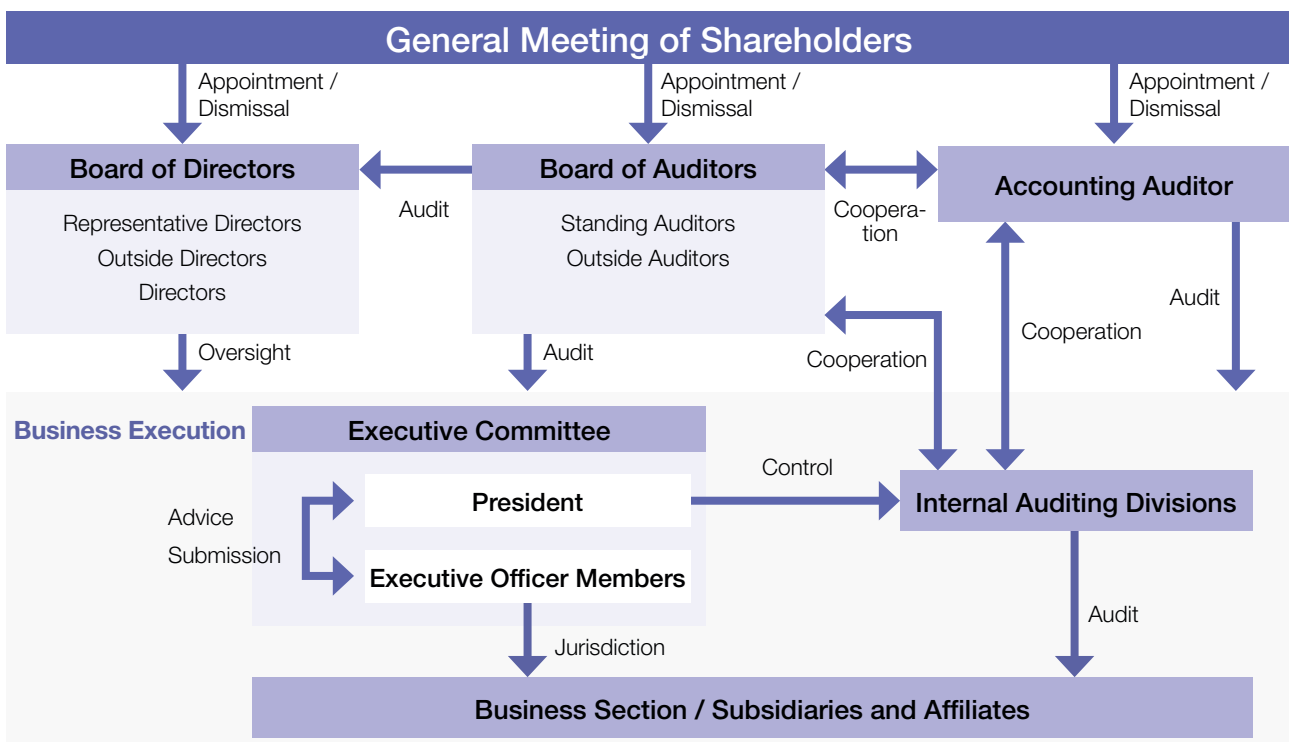 General Meeting of Shareholders
Appointment /
Dismissal
Appointment /
Dismissal
Appointment /
Dismissal
Board of Directors
Representative Directors
Outside Directors
Directors
Audit
Board of Auditors
Standing Auditors
Outside Auditors
Coopera-
tion
Accounting Auditor
Oversight
Audit
Cooperation
Cooperation
Audit
Business Execution
Executive Committee
President
Advice
Submission
Executive Officer Members
Control
Internal Auditing Divisions
Jurisdiction
Audit
Business Section / Subsidiaries and Affiliates